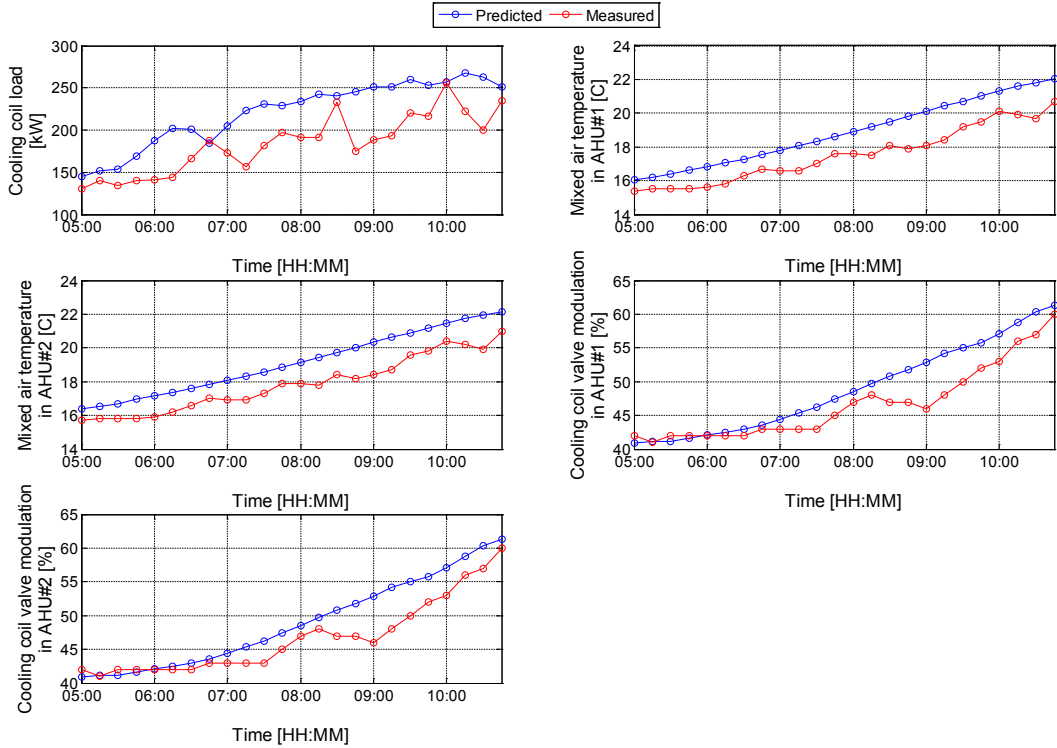 Predicted Measured
Cooling coil load
[kW]
300
250
200
150
100
05:00 06:00 07:00 08:00 09:00 10:00
Time [HH:MM]
Mixed air temperature
in AHU#1 [C]
24
22
20
18
16
14
05:00 06:00 07:00 08:00 09:00 10:00
Time [HH:MM]
Mixed air temperature
in AHU#2 [C]
24
22
20
18
16
14
05:00 06:00 07:00 08:00 09:00 10:00
Time [HH:MM]
Cooling coil valve modulation
in AHU#1 [%]
65
60
55
50
45
40
05:00 06:00 07:00 08:00 09:00 10:00
Time [HH:MM]
Cooling coil valve modulation
in AHU#2 [%]
65
60
55
50
45
40
05:00 06:00 07:00 08:00 09:00 10:00
Time [HH:MM]